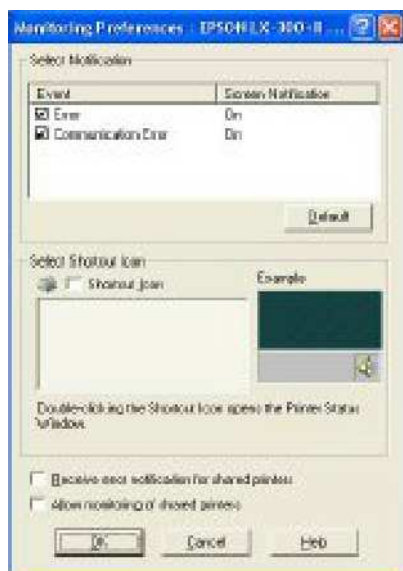 Monitoring Preferences : EPSON LX-300+II ...
Select Notification
Event Screen Notification
Error On
Communication Error On
Default
Select Shortcut Icon
Shortcut Icon
Example
Double-clicking the Shortcut Icon opens the Printer Status
Window.
Receive error notification for shared printers
Allow monitoring of shared printers
OK Cancel Help